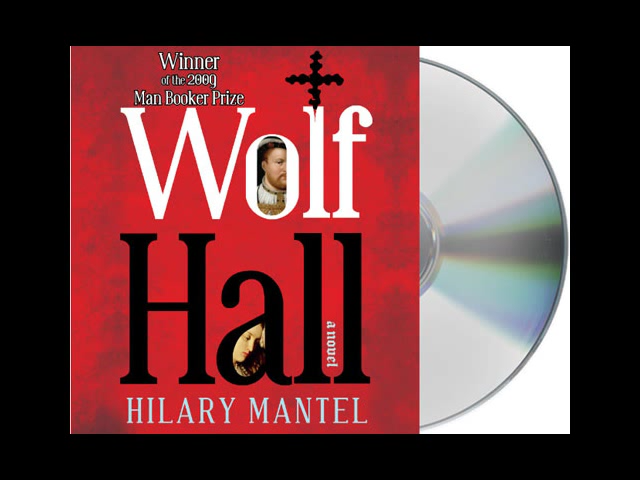 Winner
of the 2009
Man Booker Prize
Wolf
Hall
a novel
HILARY MANTEL